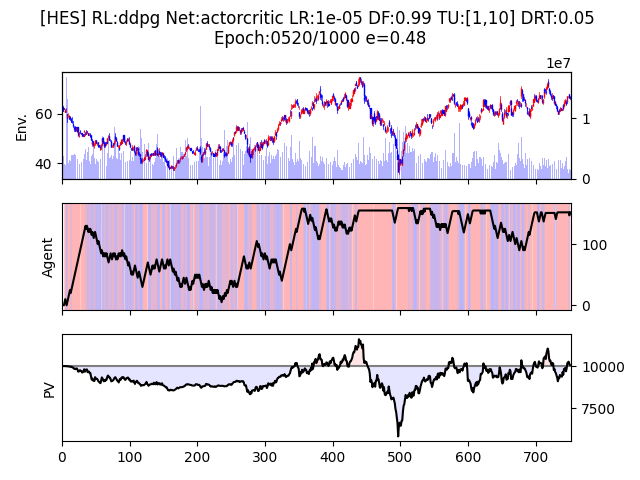 [HES] RL:ddpg Net:actorcritic LR:1e-05 DF:0.99 TU:[1,10] DRT:0.05
Epoch:0520/1000 e=0.48
1e7
Env.
60
40
1
0
Agent
100
0
PV
10000
7500
0 100 200 300 400 500 600 700